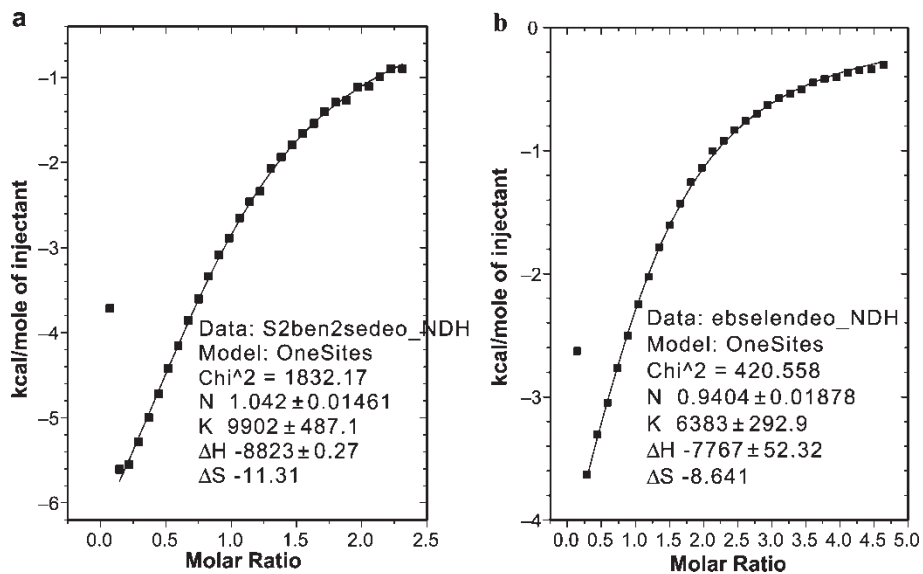 a
kcal/mole of injectant
−1
−2
−3
−4
−5
−6
Data: S2ben2sedeo_NDH
Model: OneSites
Chi^2 = 1832.17
N 1.042±0.01461
K 9902±487.1
ΔH -8823±0.27
ΔS -11.31
0.0 0.5 1.0 1.5 2.0 2.5
Molar Ratio
b
kcal/mole of injectant
0
−1
−2
−3
−4
Data: ebselendeo_NDH
Model: OneSites
Chi^2 = 420.558
N 0.9404±0.01878
K 6383±292.9
ΔH -7767±52.32
ΔS -8.641
0.0 0.5 1.0 1.5 2.0 2.5 3.0 3.5 4.0 4.5 5.0
Molar Ratio